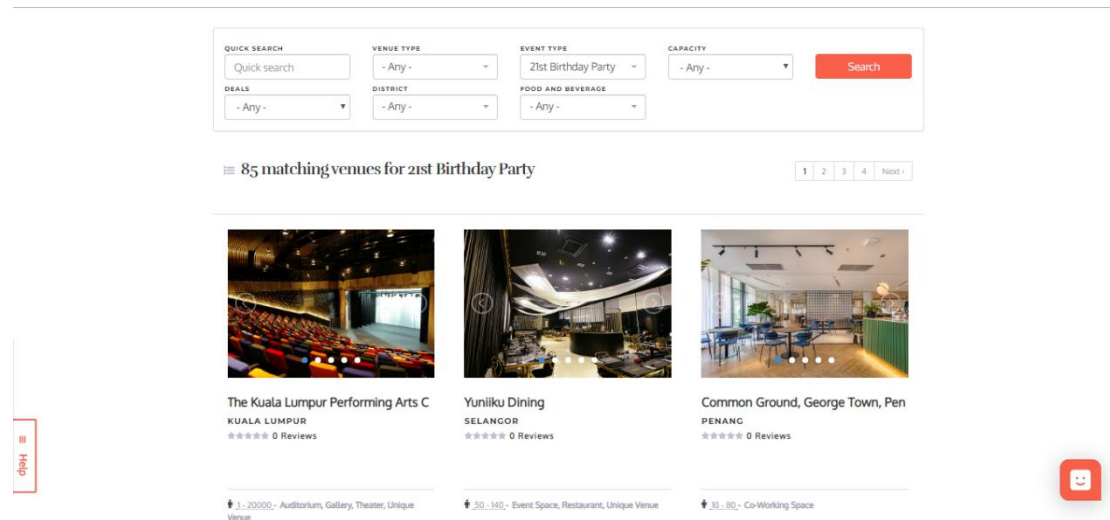 QUICK SEARCH
VENUE TYPE
EVENT TYPE
CAPACITY
Quick search
- Any -
21st Birthday Party
- Any -
Search
DEALS
DISTRICT
FOOD AND BEVERAGE
- Any -
- Any -
- Any -
85 matching venues for 21st Birthday Party
1 2 3 4 Next ›
The Kuala Lumpur Performing Arts C
KUALA LUMPUR
0 Reviews
1 - 20000 - Auditorium, Gallery, Theater, Unique
Venue
Yuniiku Dining
SELANGOR
0 Reviews
50 - 140 - Event Space, Restaurant, Unique Venue
Common Ground, George Town, Pen
PENANG
0 Reviews
10 - 80 - Co-Working Space
Help